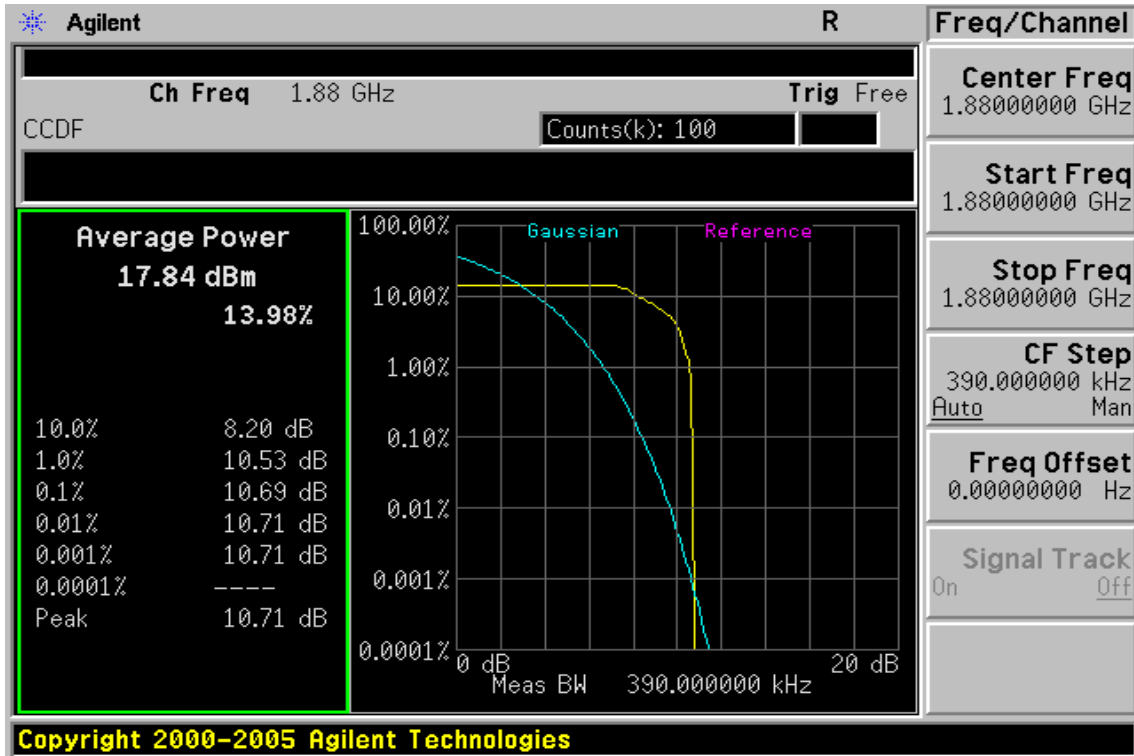 Agilent R Freq/Channel
Ch Freq 1.88 GHz Trig Free
CCDF Counts(k): 100
Center Freq
1.88000000 GHz
Start Freq
1.88000000 GHz
Stop Freq
1.88000000 GHz
CF Step
390.000000 kHz
Auto Man
Freq Offset
0.00000000 Hz
Signal Track
On Off
Average Power
17.84 dBm
13.98%
10.0% 8.20 dB
1.0% 10.53 dB
0.1% 10.69 dB
0.01% 10.71 dB
0.001% 10.71 dB
0.0001% ----
Peak 10.71 dB
Gaussian Reference
100.00%
10.00%
1.00%
0.10%
0.01%
0.001%
0.0001%
0 dB 20 dB
Meas BW 390.000000 kHz
Copyright 2000-2005 Agilent Technologies